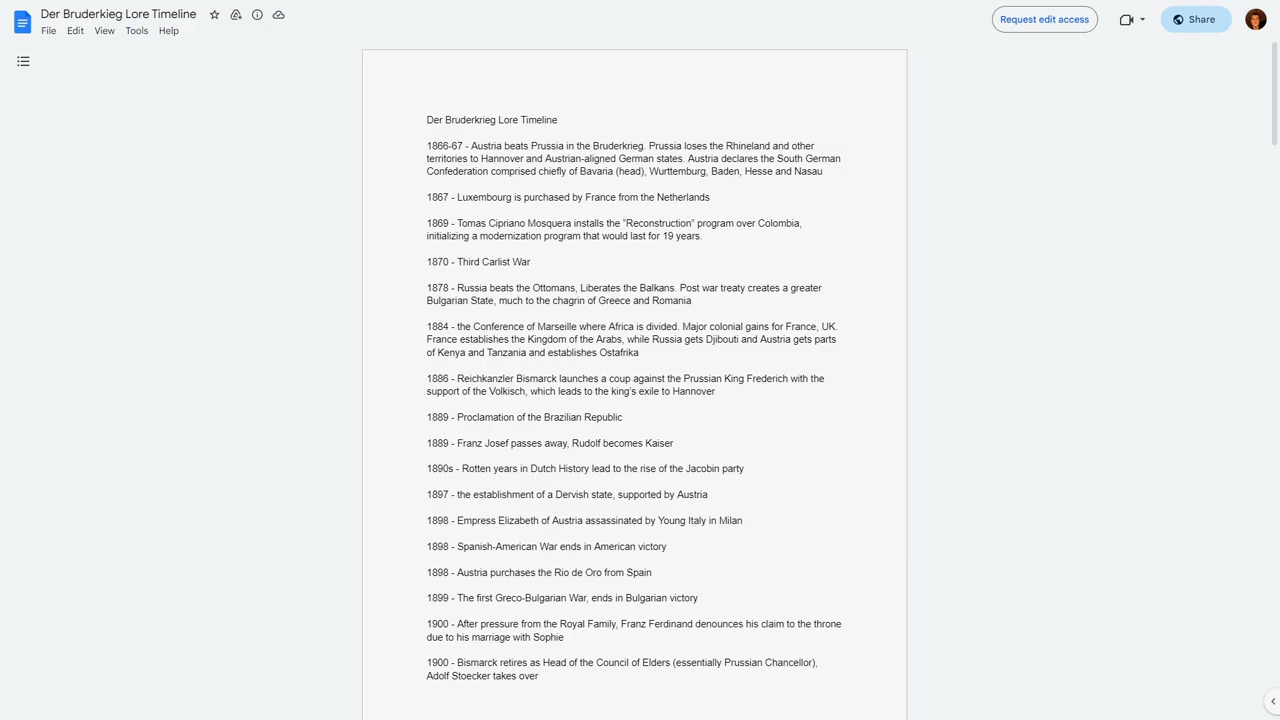 Der Bruderkieg Lore Timeline
File Edit View Tools Help
Request edit access
Share
Der Bruderkrieg Lore Timeline
1866-67 - Austria beats Prussia in the Bruderkrieg. Prussia loses the Rhineland and other
territories to Hannover and Austrian-aligned German states. Austria declares the South German
Confederation comprised chiefly of Bavaria (head), Wurttemburg, Baden, Hesse and Nasau
1867 - Luxembourg is purchased by France from the Netherlands
1869 - Tomas Cipriano Mosquera installs the “Reconstruction” program over Colombia,
initializing a modernization program that would last for 19 years.
1870 - Third Carlist War
1878 - Russia beats the Ottomans, Liberates the Balkans. Post war treaty creates a greater
Bulgarian State, much to the chagrin of Greece and Romania
1884 - the Conference of Marseille where Africa is divided. Major colonial gains for France, UK.
France establishes the Kingdom of the Arabs, while Russia gets Djibouti and Austria gets parts
of Kenya and Tanzania and establishes Ostafrika
1886 - Reichkanzler Bismarck launches a coup against the Prussian King Frederich with the
support of the Volkisch, which leads to the king’s exile to Hannover
1889 - Proclamation of the Brazilian Republic
1889 - Franz Josef passes away, Rudolf becomes Kaiser
1890s - Rotten years in Dutch History lead to the rise of the Jacobin party
1897 - the establishment of a Dervish state, supported by Austria
1898 - Empress Elizabeth of Austria assassinated by Young Italy in Milan
1898 - Spanish-American War ends in American victory
1898 - Austria purchases the Rio de Oro from Spain
1899 - The first Greco-Bulgarian War, ends in Bulgarian victory
1900 - After pressure from the Royal Family, Franz Ferdinand denounces his claim to the throne
due to his marriage with Sophie
1900 - Bismarck retires as Head of the Council of Elders (essentially Prussian Chancellor),
Adolf Stoecker takes over